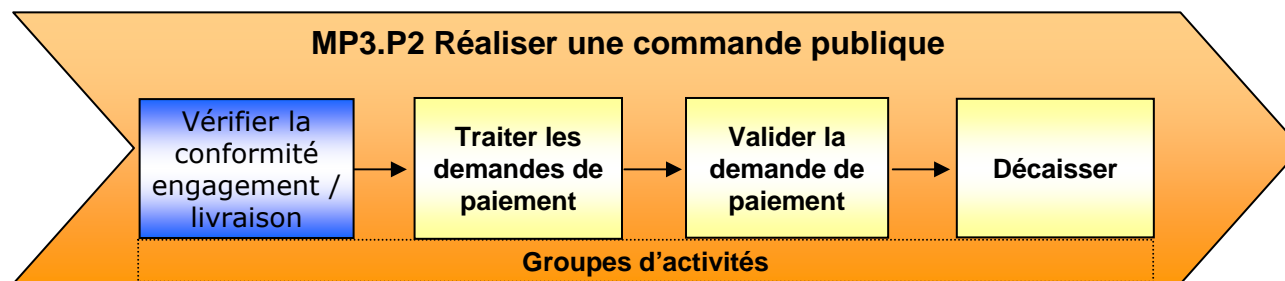 MP3.P2 Réaliser une commande publique
Vérifier la
conformité
engagement /
livraison
Traiter les
demandes de
paiement
Valider la
demande de
paiement
Décaisser
Groupes d’activités